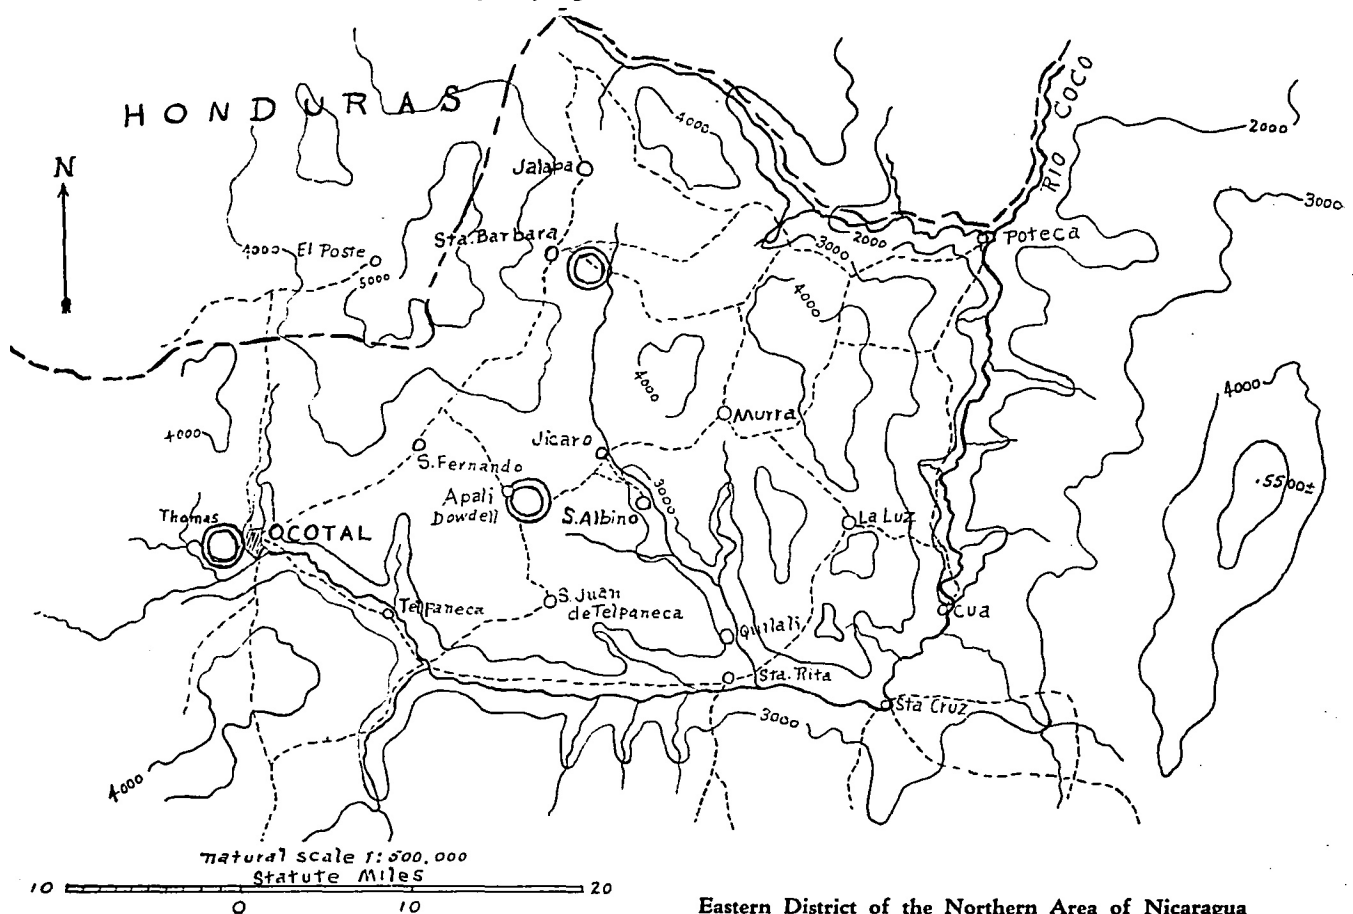 HONDURAS
N
RIO COCO
2000
3000
4000
Jalapa
Sta. Barbara
4000
El Poste
5000
3000
2000
Poteca
4000
4000
4000
4000
.5500±
Murra
Jicaro
S. Fernando
Apali
Dowdell
3000
S. Albino
La Luz
Thomas
COTAL
Telpaneca
S. Juan
de Telpaneca
Quilali
Cua
Sta. Rita
Sta Cruz
3000
4000
natural scale 1:500,000
Statute Miles
10
20
0
10
Eastern District of the Northern Area of Nicaragua